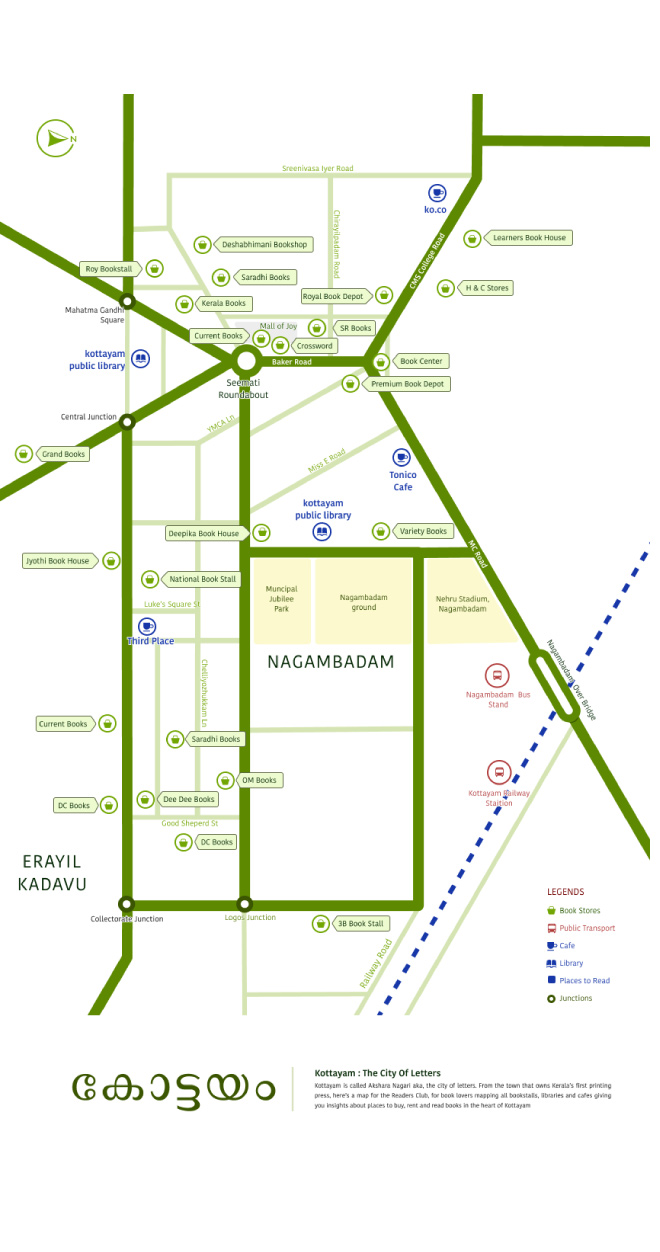 N
Sreenivasa Iyer Road
ko.co
Chirayilpadam Road
CMS College Road
Learners Book House
Deshabhimani Bookshop
Roy Bookstall
Saradhi Books
H & C Stores
Royal Book Depot
Kerala Books
Mahatma Gandhi
Square
Mall of Joy
SR Books
Current Books
Crossword
kottayam
public library
Baker Road
Book Center
Seemati
Roundabout
Premium Book Depot
Central Junction
YMCA Ln
Grand Books
Miss E Road
Tonico
Cafe
kottayam
public library
Deepika Book House
Variety Books
MC Road
Jyothi Book House
National Book Stall
Muncipal
Jubilee
Park
Nagambadam
ground
Nehru Stadium,
Nagambadam
Luke's Square St
Third Place
NAGAMBADAM
Nagambadam Over Bridge
Nagambadam Bus
Stand
Chelliyozhukkam Ln
Current Books
Saradhi Books
OM Books
Kottayam Railway
Staition
DC Books
Dee Dee Books
Good Sheperd St
DC Books
ERAYIL
KADAVU
Collectorate Junction
Logos Junction
3B Book Stall
Railway Road
LEGENDS
Book Stores
Public Transport
Cafe
Library
Places to Read
Junctions
കോട്ടയം
Kottayam : The City Of Letters
Kottayam is called Akshara Nagari aka, the city of letters. From the town that owns Kerala's first printing
press, here's a map for the Readers Club, for book lovers mapping all bookstalls, libraries and cafes giving
you insights about places to buy, rent and read books in the heart of Kottayam